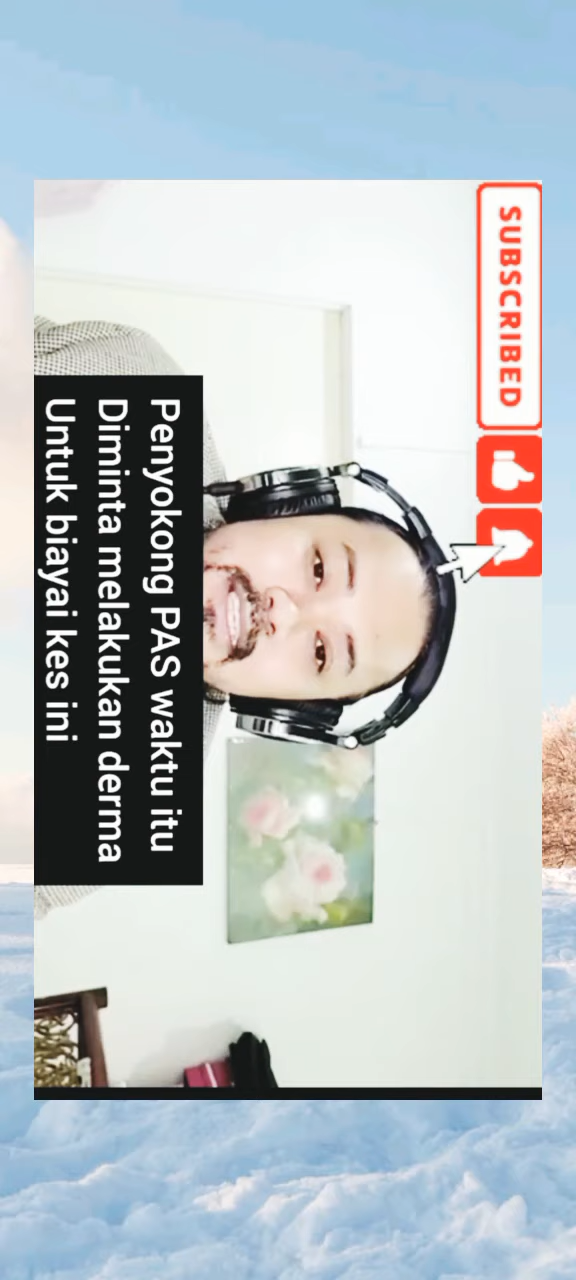 SUBSCRIBED
Penyokong PAS waktu itu
Diminta melakukan derma
Untuk biayai kes ini